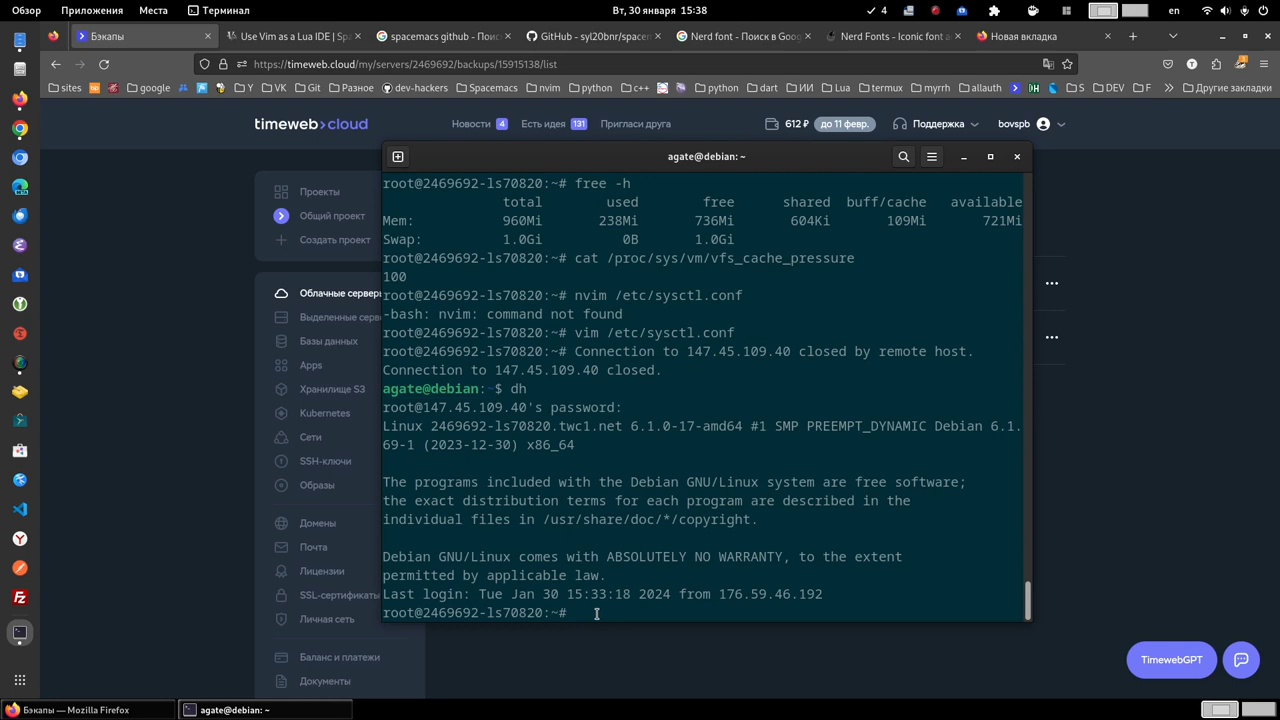 Обзор Приложения Места Терминал Вт, 30 января 15:38 4 en
Бэкапы Use Vim as a Lua IDE | Spa spacemacs github - Поиск GitHub - syl20bnr/space Nerd font - Поиск в Goog Nerd Fonts - Iconic font a Новая вкладка
https://timeweb.cloud/my/servers/2469692/backups/15915138/list
sites google Y VK Git Разное dev-hackers Spacemacs nvim python c++ python dart ИИ Lua termux myrrh allauth S DEV F Другие закладки
timeweb>cloud Новости 4 Есть идея 131 Пригласи друга 612 ₽ до 11 февр. Поддержка bovspb
Проекты
Общий проект
Создать проект
Облачные серверы
Выделенные серв
Базы данных
Apps
Хранилище S3
Kubernetes
Сети
SSH-ключи
Образы
Домены
Почта
Лицензии
SSL-сертификаты
Личная сеть
Баланс и платежи
Документы
agate@debian: ~
root@2469692-ls70820:~# free -h
total used free shared buff/cache available
Mem: 960Mi 238Mi 736Mi 604Ki 109Mi 721Mi
Swap: 1.0Gi 0B 1.0Gi
root@2469692-ls70820:~# cat /proc/sys/vm/vfs_cache_pressure
100
root@2469692-ls70820:~# nvim /etc/sysctl.conf
-bash: nvim: command not found
root@2469692-ls70820:~# vim /etc/sysctl.conf
root@2469692-ls70820:~# Connection to 147.45.109.40 closed by remote host.
Connection to 147.45.109.40 closed.
agate@debian:~$ dh
root@147.45.109.40's password:
Linux 2469692-ls70820.twc1.net 6.1.0-17-amd64 #1 SMP PREEMPT_DYNAMIC Debian 6.1.
69-1 (2023-12-30) x86_64
The programs included with the Debian GNU/Linux system are free software;
the exact distribution terms for each program are described in the
individual files in /usr/share/doc/*/copyright.
Debian GNU/Linux comes with ABSOLUTELY NO WARRANTY, to the extent
permitted by applicable law.
Last login: Tue Jan 30 15:33:18 2024 from 176.59.46.192
root@2469692-ls70820:~#
TimewebGPT
Бэкапы — Mozilla Firefox agate@debian: ~